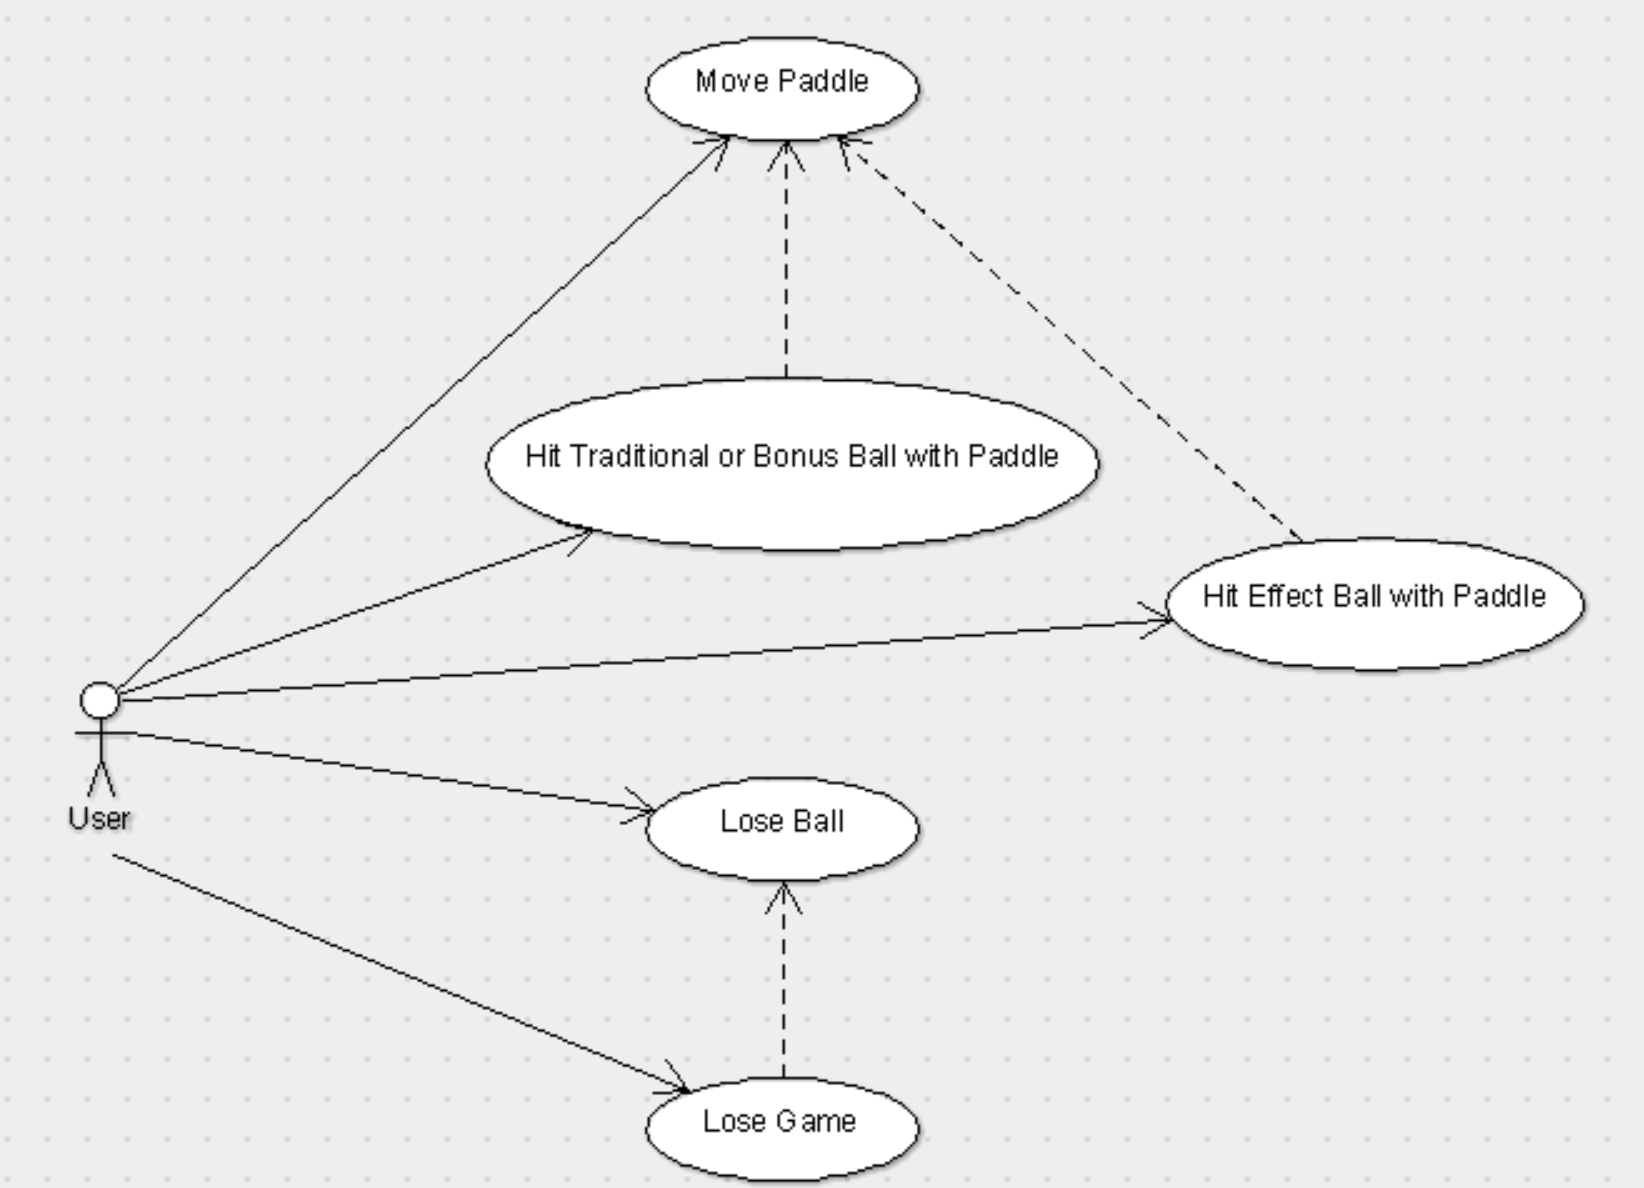 Move Paddle
Hit Traditional or Bonus Ball with Paddle
Hit Effect Ball with Paddle
User
Lose Ball
Lose Game